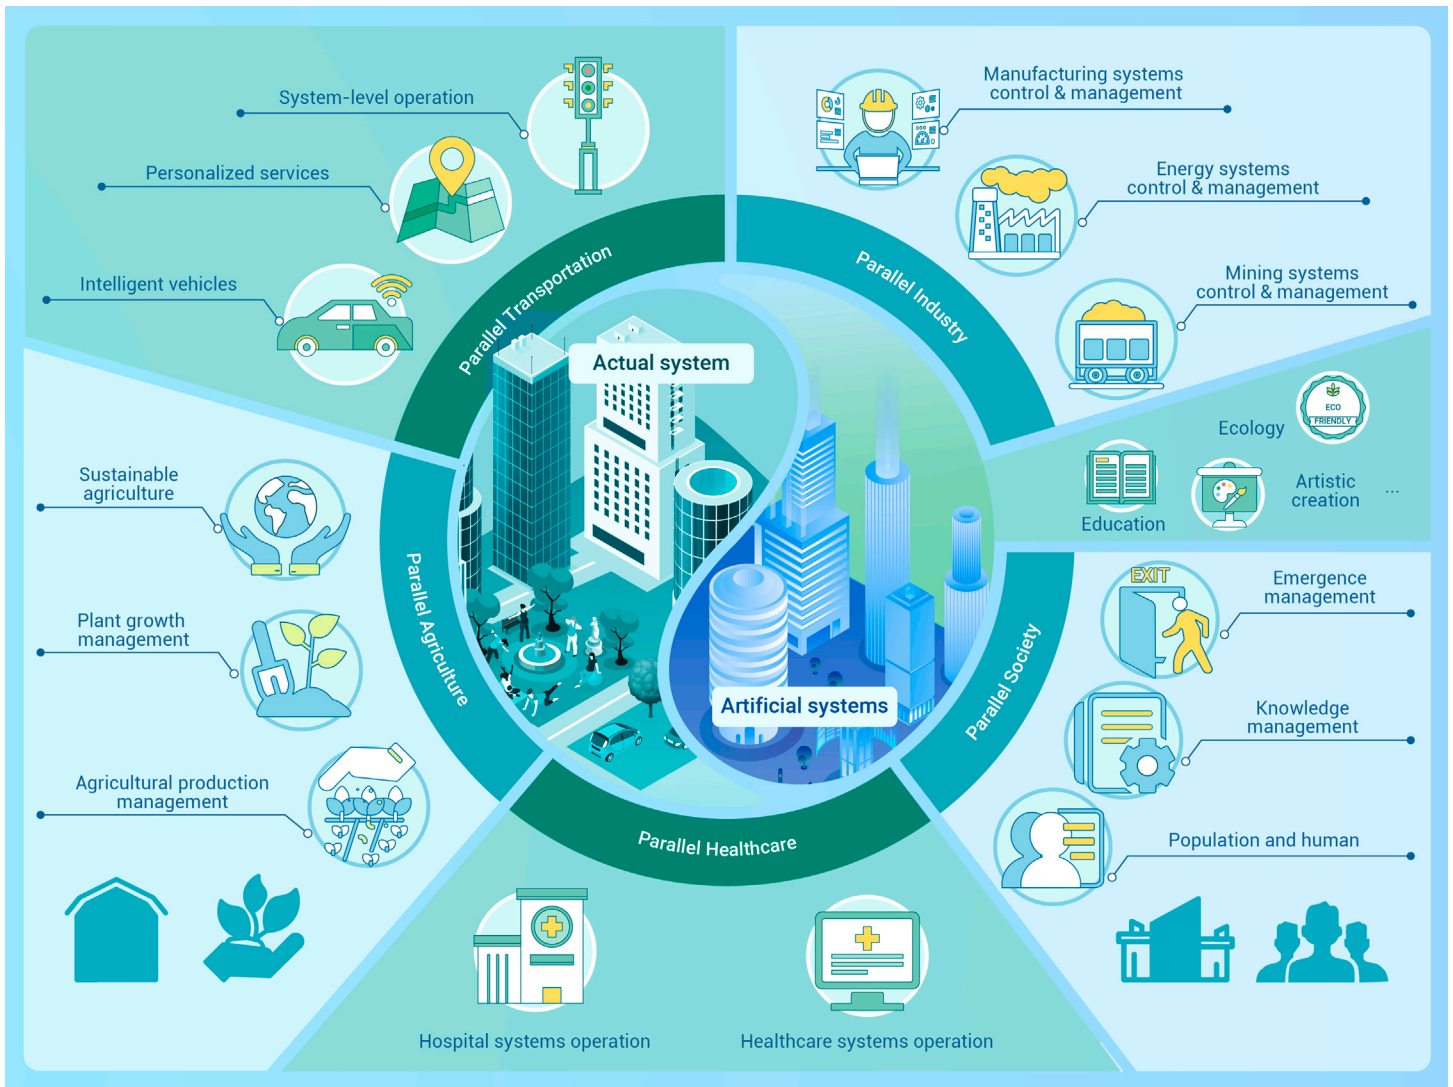 System-level operation
Personalized services
Intelligent vehicles
Parallel Transportation
Manufacturing systems
control & management
Energy systems
control & management
Mining systems
control & management
Parallel Industry
Actual system
Artificial systems
ECO
FRIENDLY
Ecology
Education
Artistic
creation
...
Sustainable
agriculture
Plant growth
management
Agricultural production
management
Parallel Agriculture
EXIT
Emergence
management
Knowledge
management
Population and human
Parallel Society
Parallel Healthcare
Hospital systems operation
Healthcare systems operation